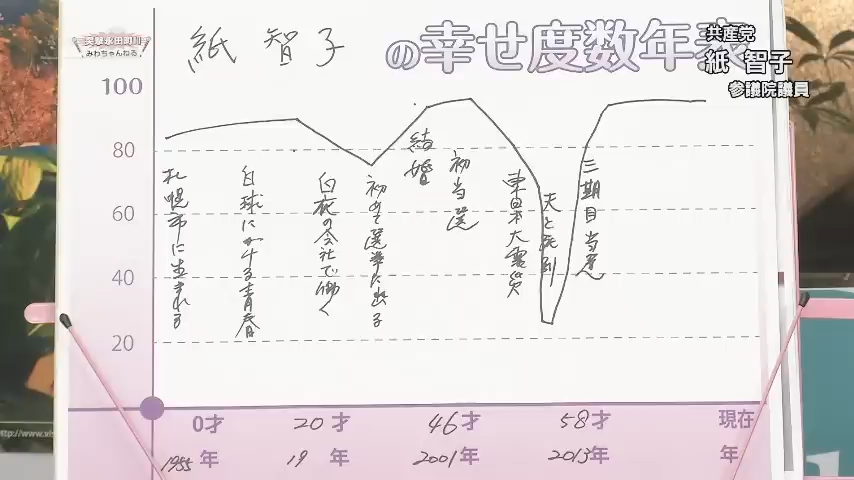 突撃永田町!!
みわちゃんねる
紙 智子 の幸せ度数年表
共産党
紙 智子
参議院議員
100
80
60
40
20
札幌市に生まれる
白球にかける青春
白衣の会社で働く
初めて選挙に出る
結婚
初当選
東日本大震災
夫と死別
三期目当選
0才 20才 46才 58才 現在
1955年 19 年 2001年 2013年 年
http://www.vi